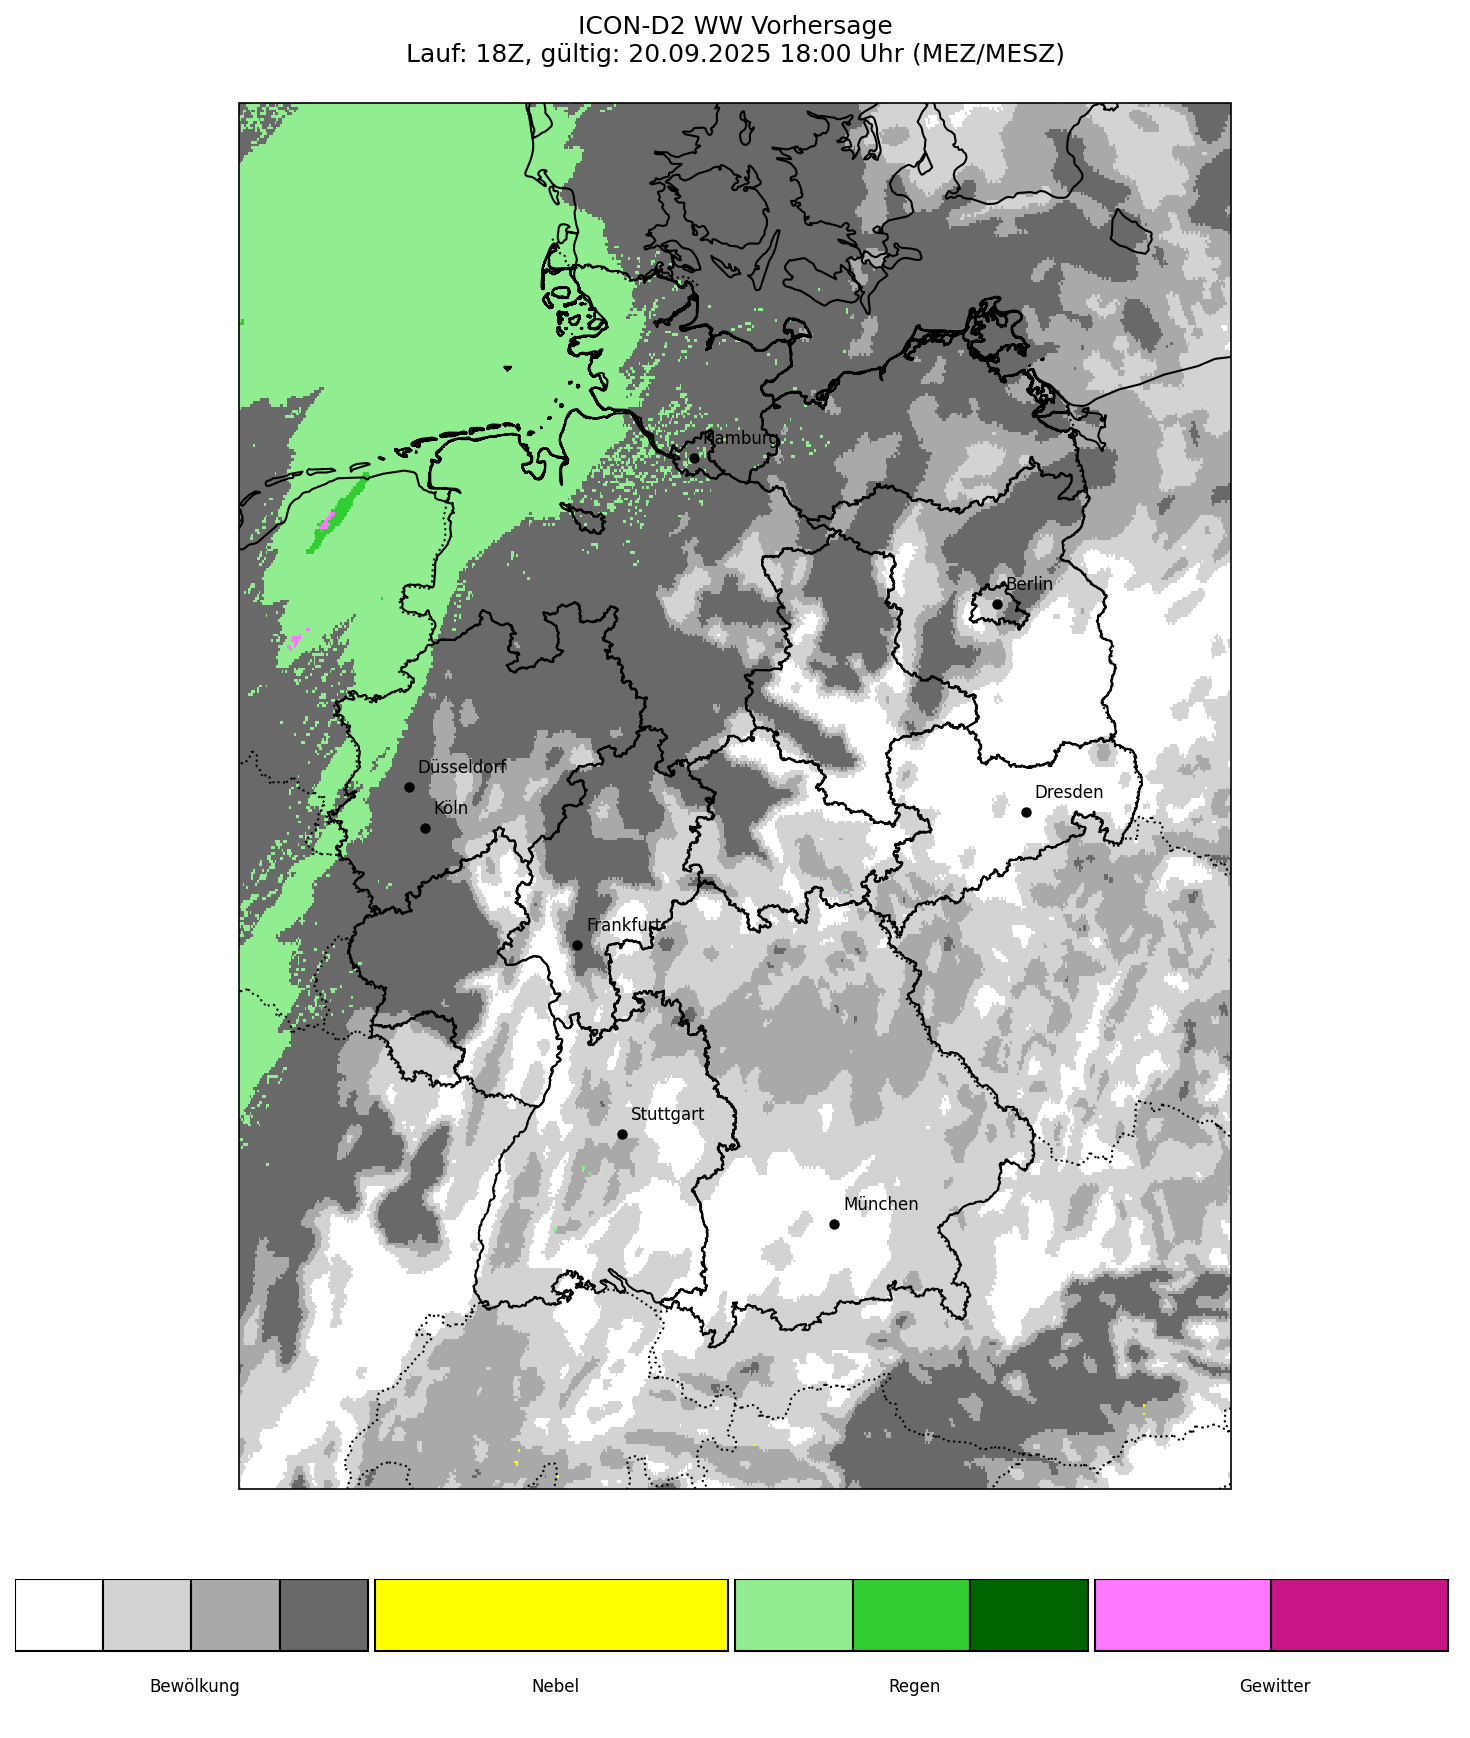 ICON-D2 WW Vorhersage
Lauf: 18Z, gültig: 20.09.2025 18:00 Uhr (MEZ/MESZ)
Hamburg
Berlin
Düsseldorf
Dresden
Köln
Frankfurt
Stuttgart
München
Bewölkung
Nebel
Regen
Gewitter